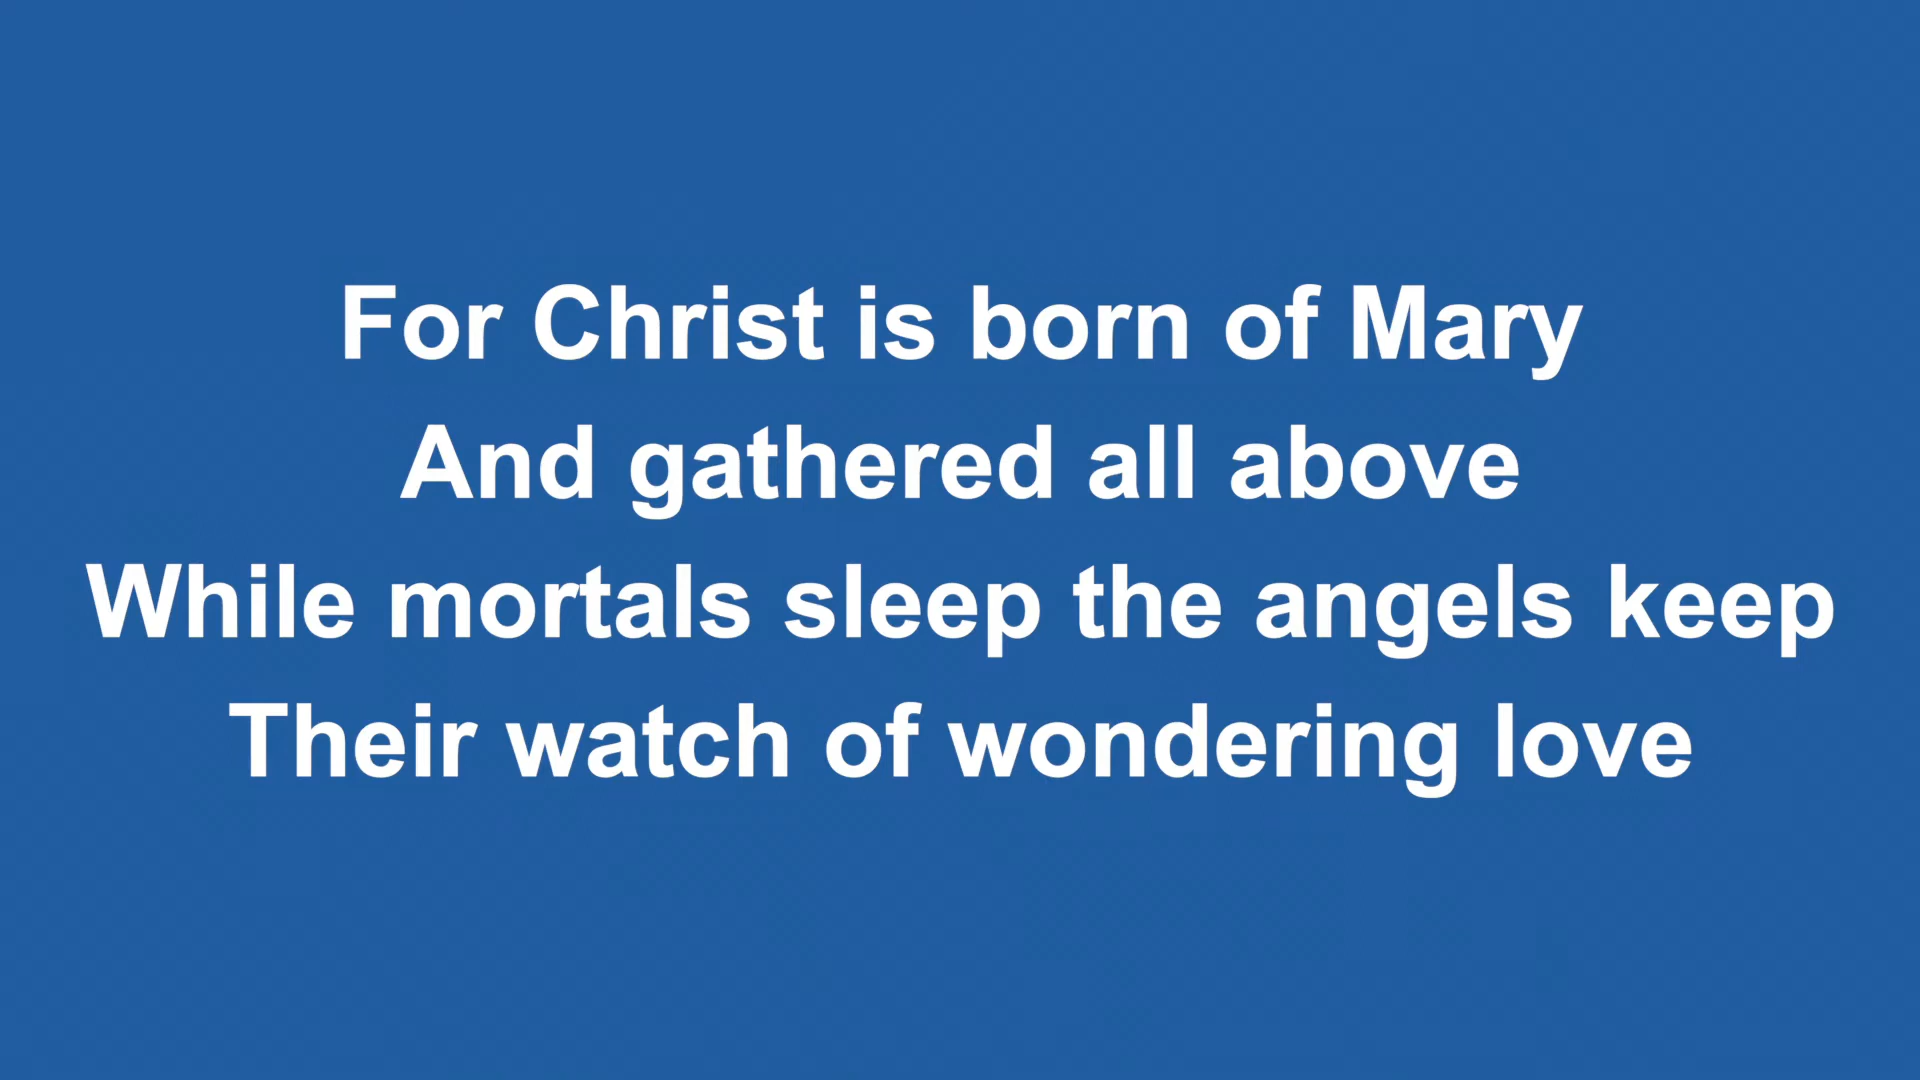 For Christ is born of Mary
And gathered all above
While mortals sleep the angels keep
Their watch of wondering love